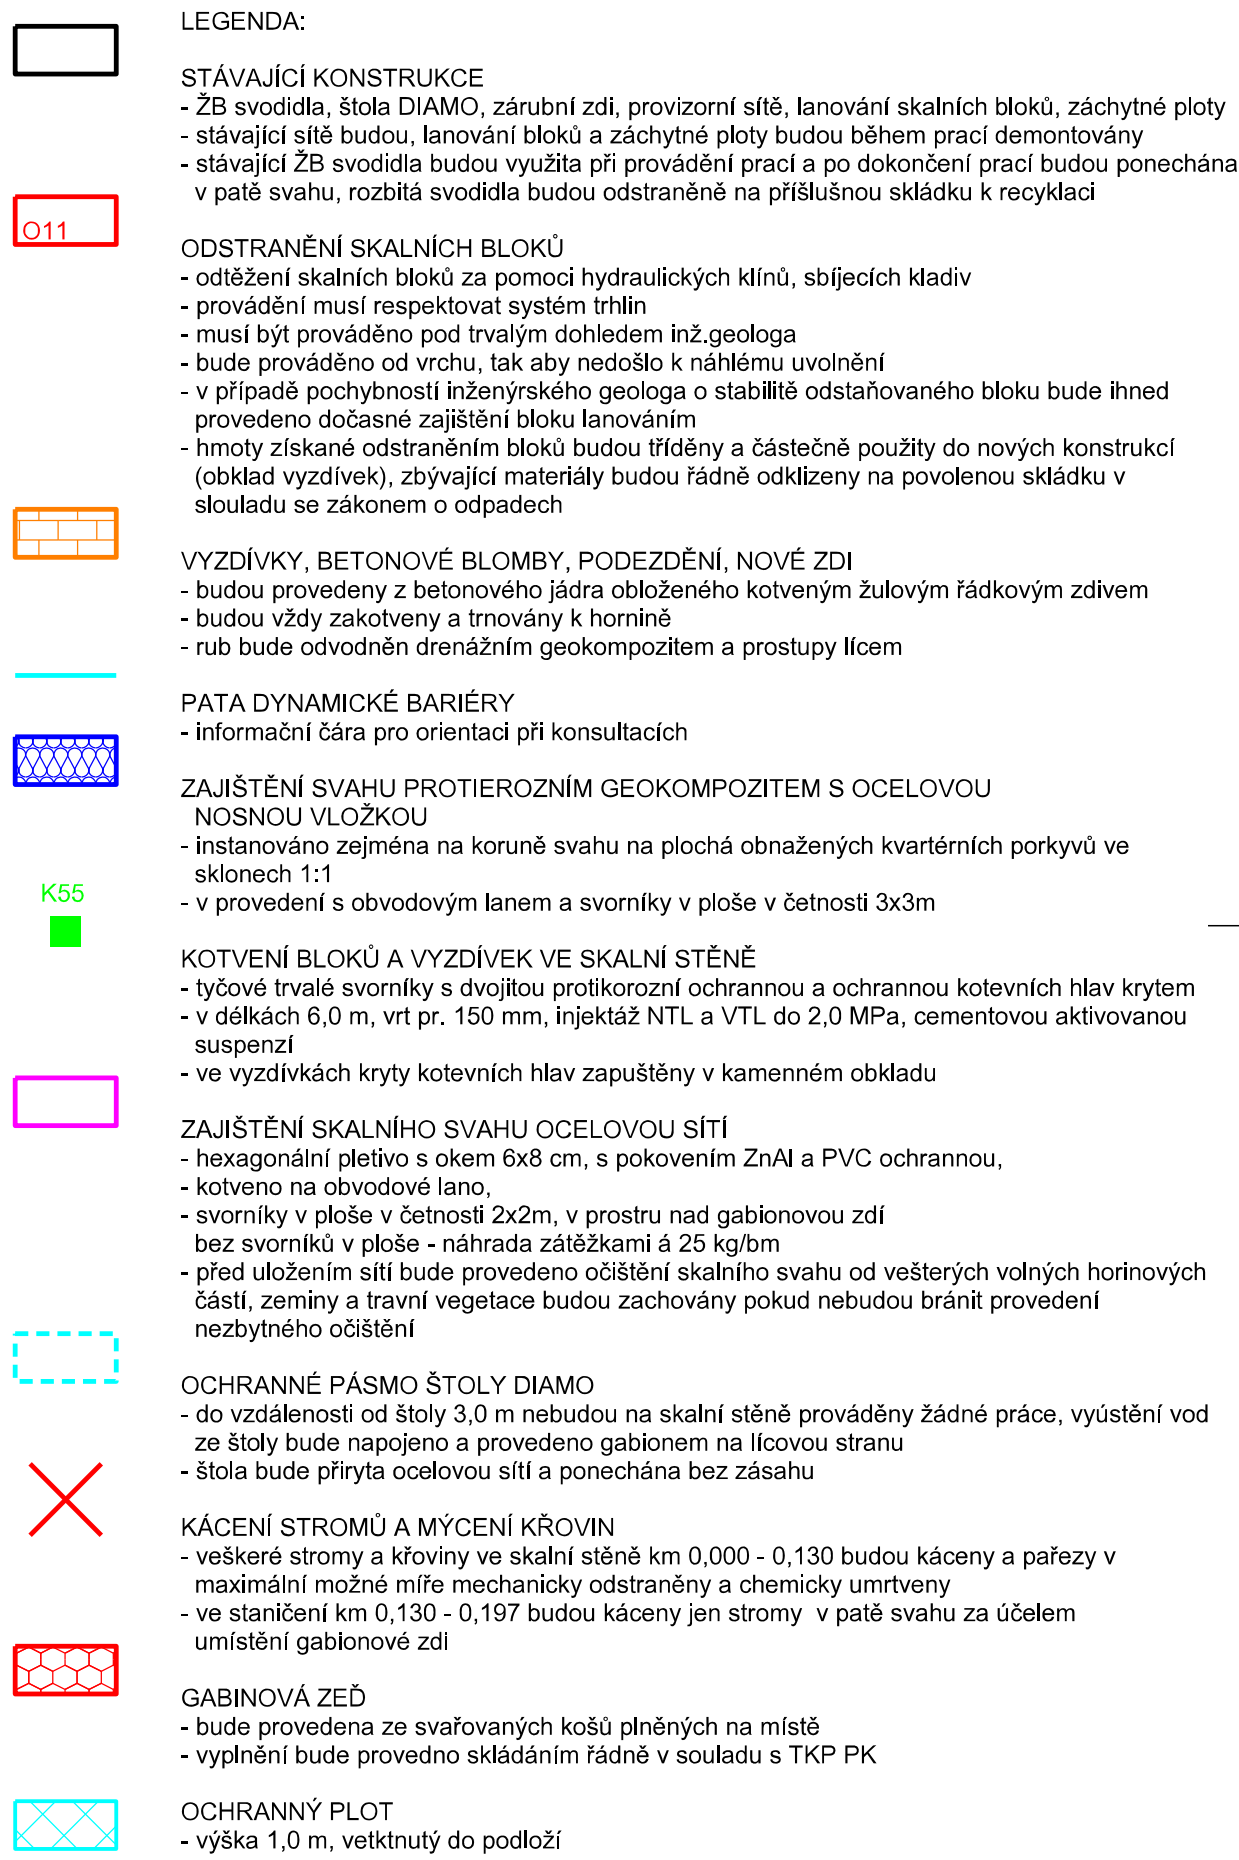 LEGENDA:
STÁVAJÍCÍ KONSTRUKCE
- ŽB svodidla, štola DIAMO, zárubní zdi, provizorní sítě, lanování skalních bloků, záchytné ploty
- stávající sítě budou, lanování bloků a záchytné ploty budou během prací demontovány
- stávající ŽB svodidla budou využita při provádění prací a po dokončení prací budou ponechána
v patě svahu, rozbitá svodidla budou odstraněně na příšlušnou skládku k recyklaci
O11
ODSTRANĚNÍ SKALNÍCH BLOKŮ
- odtěžení skalních bloků za pomoci hydraulických klínů, sbíjecích kladiv
- provádění musí respektovat systém trhlin
- musí být prováděno pod trvalým dohledem inž.geologa
- bude prováděno od vrchu, tak aby nedošlo k náhlému uvolnění
- v případě pochybností inženýrského geologa o stabilitě odstaňovaného bloku bude ihned
provedeno dočasné zajištění bloku lanováním
- hmoty získané odstraněním bloků budou tříděny a částečně použity do nových konstrukcí
(obklad vyzdívek), zbývající materiály budou řádně odklizeny na povolenou skládku v
slouladu se zákonem o odpadech
VYZDÍVKY, BETONOVÉ BLOMBY, PODEZDĚNÍ, NOVÉ ZDI
- budou provedeny z betonového jádra obloženého kotveným žulovým řádkovým zdivem
- budou vždy zakotveny a trnovány k hornině
- rub bude odvodněn drenážním geokompozitem a prostupy lícem
PATA DYNAMICKÉ BARIÉRY
- informační čára pro orientaci při konsultacích
ZAJIŠTĚNÍ SVAHU PROTIEROZNÍM GEOKOMPOZITEM S OCELOVOU
NOSNOU VLOŽKOU
- instanováno zejména na koruně svahu na plochá obnažených kvartérních porkyvů ve
sklonech 1:1
- v provedení s obvodovým lanem a svorníky v ploše v četnosti 3x3m
K55
KOTVENÍ BLOKŮ A VYZDÍVEK VE SKALNÍ STĚNĚ
- tyčové trvalé svorníky s dvojitou protikorozní ochrannou a ochrannou kotevních hlav krytem
- v délkách 6,0 m, vrt pr. 150 mm, injektáž NTL a VTL do 2,0 MPa, cementovou aktivovanou
suspenzí
- ve vyzdívkách kryty kotevních hlav zapuštěny v kamenném obkladu
ZAJIŠTĚNÍ SKALNÍHO SVAHU OCELOVOU SÍTÍ
- hexagonální pletivo s okem 6x8 cm, s pokovením ZnAl a PVC ochrannou,
- kotveno na obvodové lano,
- svorníky v ploše v četnosti 2x2m, v prostru nad gabionovou zdí
bez svorníků v ploše - náhrada zátěžkami á 25 kg/bm
- před uložením sítí bude provedeno očištění skalního svahu od vešterých volných horinových
částí, zeminy a travní vegetace budou zachovány pokud nebudou bránit provedení
nezbytného očištění
OCHRANNÉ PÁSMO ŠTOLY DIAMO
- do vzdálenosti od štoly 3,0 m nebudou na skalní stěně prováděny žádné práce, vyústění vod
ze štoly bude napojeno a provedeno gabionem na lícovou stranu
- štola bude přiryta ocelovou sítí a ponechána bez zásahu
KÁCENÍ STROMŮ A MÝCENÍ KŘOVIN
- veškeré stromy a křoviny ve skalní stěně km 0,000 - 0,130 budou káceny a pařezy v
maximální možné míře mechanicky odstraněny a chemicky umrtveny
- ve staničení km 0,130 - 0,197 budou káceny jen stromy  v patě svahu za účelem
umístění gabionové zdi
GABINOVÁ ZEĎ
- bude provedena ze svařovaných košů plněných na místě
- vyplnění bude provedno skládáním řádně v souladu s TKP PK
OCHRANNÝ PLOT
- výška 1,0 m, vetktnutý do podloží